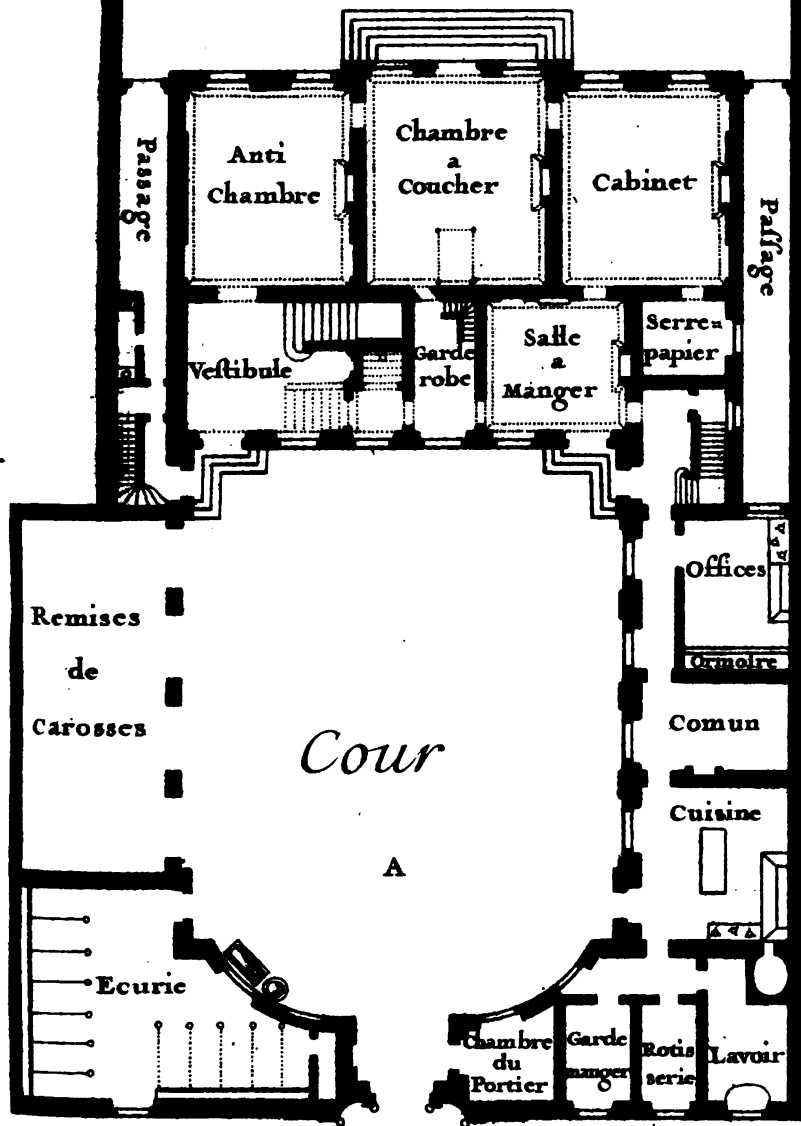 Passage
Anti
Chambre
Chambre
a
Coucher
Cabinet
Paſſage
Veſtibule
Garde
robe
Salle
a
Manger
Serre=
papier
Remises
de
Carosses
Offices
Ormoire
Comun
Cour
A
Cuisine
Ecurie
Chambre
du
Portier
Garde
manger
Rotis
serie
Lavoir